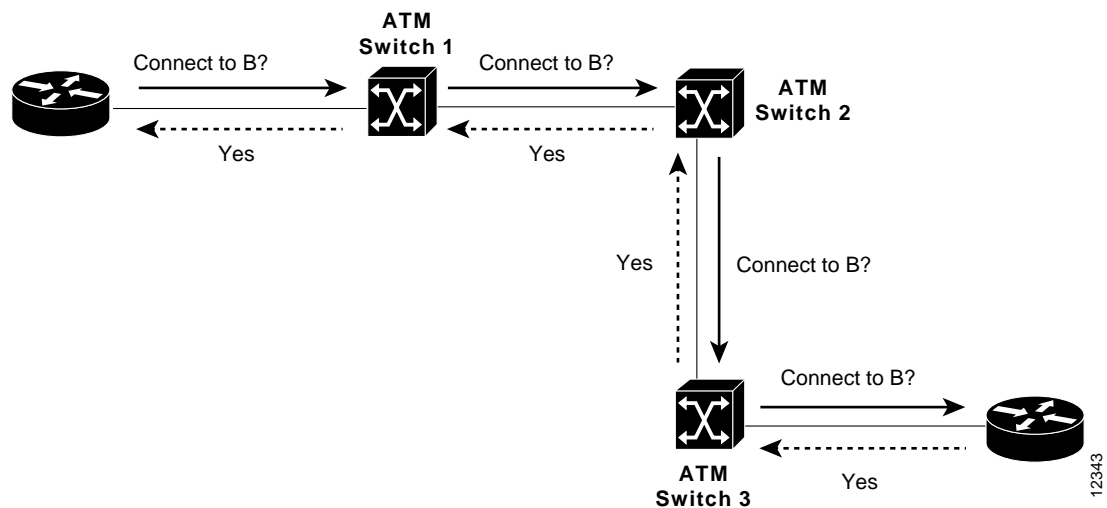 ATM
Switch 1
Connect to B?
Connect to B?
ATM
Switch 2
Yes
Yes
Yes
Connect to B?
Connect to B?
Yes
ATM
Switch 3
12343